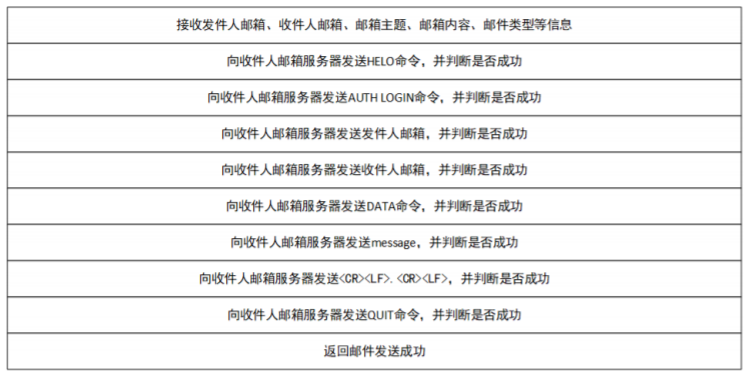 接收发件人邮箱、收件人邮箱、邮箱主题、邮箱内容、邮件类型等信息
向收件人邮箱服务器发送HELO命令，并判断是否成功
向收件人邮箱服务器发送AUTH LOGIN命令，并判断是否成功
向收件人邮箱服务器发送发件人邮箱，并判断是否成功
向收件人邮箱服务器发送收件人邮箱，并判断是否成功
向收件人邮箱服务器发送DATA命令，并判断是否成功
向收件人邮箱服务器发送message，并判断是否成功
向收件人邮箱服务器发送<CR><LF>.<CR><LF>，并判断是否成功
向收件人邮箱服务器发送QUIT命令，并判断是否成功
返回邮件发送成功